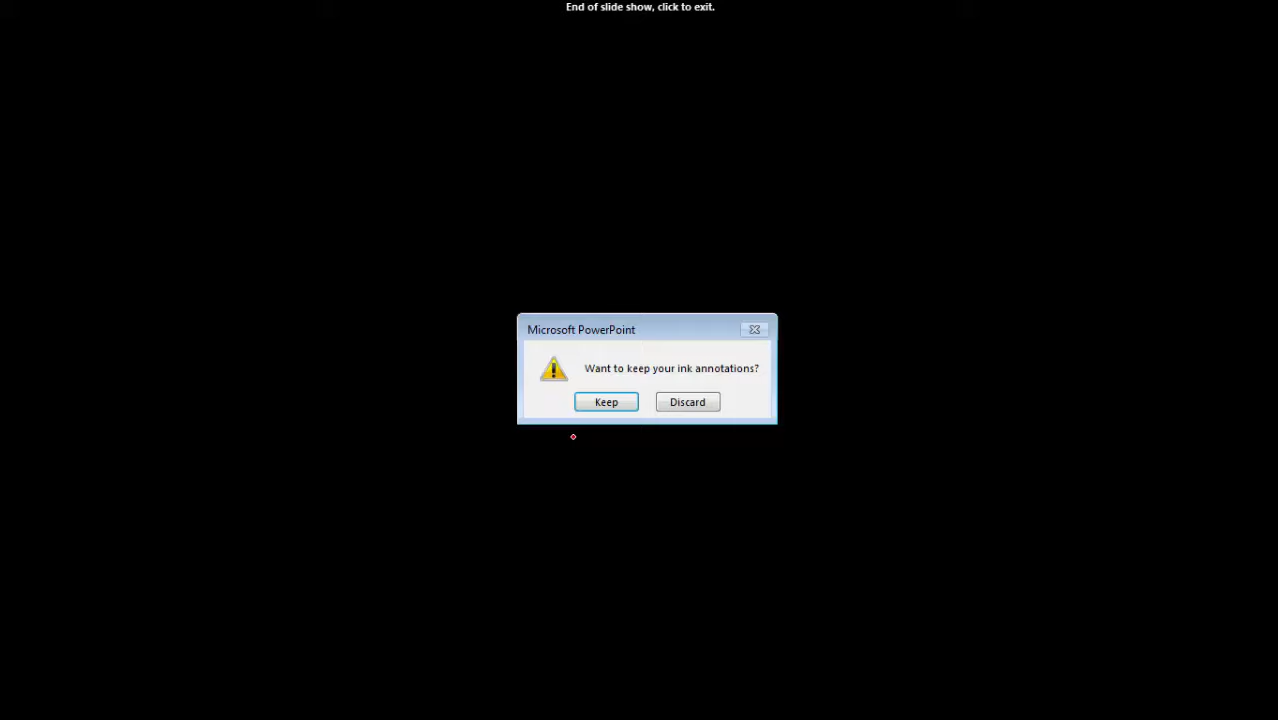 End of slide show, click to exit.
Microsoft PowerPoint
Want to keep your ink annotations?
Keep
Discard